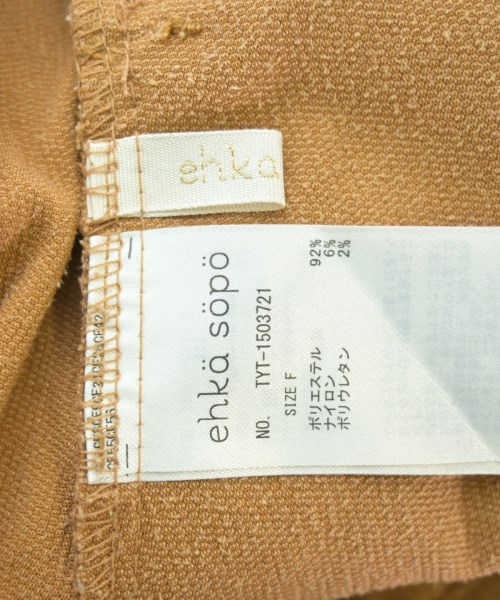 ehka
ehkä söpö
NO. TYT-1503721
SIZE F
ポリエステル 92%
ナイロン 6%
ポリウレタン 2%